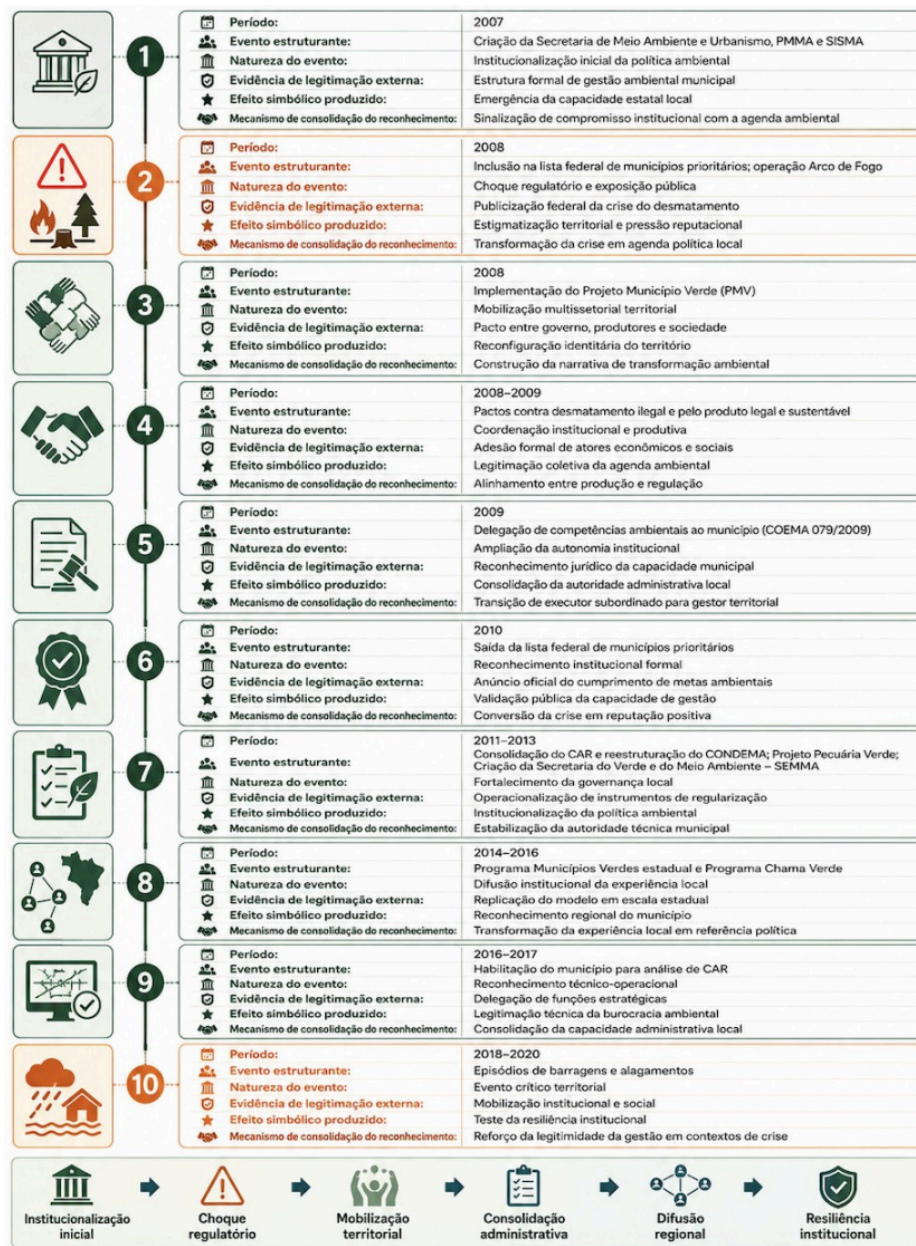 1
Período: 2007
Evento estruturante: Criação da Secretaria de Meio Ambiente e Urbanismo, PMMA e SISMA
Natureza do evento: Institucionalização inicial da política ambiental
Evidência de legitimação externa: Estrutura formal de gestão ambiental municipal
Efeito simbólico produzido: Emergência da capacidade estatal local
Mecanismo de consolidação do reconhecimento: Sinalização de compromisso institucional com a agenda ambiental
2
Período: 2008
Evento estruturante: Inclusão na lista federal de municípios prioritários; operação Arco de Fogo
Natureza do evento: Choque regulatório e exposição pública
Evidência de legitimação externa: Publicização federal da crise do desmatamento
Efeito simbólico produzido: Estigmatização territorial e pressão reputacional
Mecanismo de consolidação do reconhecimento: Transformação da crise em agenda política local
3
Período: 2008
Evento estruturante: Implementação do Projeto Município Verde (PMV)
Natureza do evento: Mobilização multissetorial territorial
Evidência de legitimação externa: Pacto entre governo, produtores e sociedade
Efeito simbólico produzido: Reconfiguração identitária do território
Mecanismo de consolidação do reconhecimento: Construção da narrativa de transformação ambiental
4
Período: 2008–2009
Evento estruturante: Pactos contra desmatamento ilegal e pelo produto legal e sustentável
Natureza do evento: Coordenação institucional e produtiva
Evidência de legitimação externa: Adesão formal de atores econômicos e sociais
Efeito simbólico produzido: Legitimação coletiva da agenda ambiental
Mecanismo de consolidação do reconhecimento: Alinhamento entre produção e regulação
5
Período: 2009
Evento estruturante: Delegação de competências ambientais ao município (COEMA 079/2009)
Natureza do evento: Ampliação da autonomia institucional
Evidência de legitimação externa: Reconhecimento jurídico da capacidade municipal
Efeito simbólico produzido: Consolidação da autoridade administrativa local
Mecanismo de consolidação do reconhecimento: Transição de executor subordinado para gestor territorial
6
Período: 2010
Evento estruturante: Saída da lista federal de municípios prioritários
Natureza do evento: Reconhecimento institucional formal
Evidência de legitimação externa: Anúncio oficial do cumprimento de metas ambientais
Efeito simbólico produzido: Validação pública da capacidade de gestão
Mecanismo de consolidação do reconhecimento: Conversão da crise em reputação positiva
7
Período: 2011–2013
Evento estruturante: Consolidação do CAR e reestruturação do CONDEMA; Projeto Pecuária Verde;
Criação da Secretaria do Verde e do Meio Ambiente – SEMMA
Natureza do evento: Fortalecimento da governança local
Evidência de legitimação externa: Operacionalização de instrumentos de regularização
Efeito simbólico produzido: Institucionalização da política ambiental
Mecanismo de consolidação do reconhecimento: Estabilização da autoridade técnica municipal
8
Período: 2014–2016
Evento estruturante: Programa Municípios Verdes estadual e Programa Chama Verde
Natureza do evento: Difusão institucional da experiência local
Evidência de legitimação externa: Replicação do modelo em escala estadual
Efeito simbólico produzido: Reconhecimento regional do município
Mecanismo de consolidação do reconhecimento: Transformação da experiência local em referência política
9
Período: 2016–2017
Evento estruturante: Habilitação do município para análise de CAR
Natureza do evento: Reconhecimento técnico-operacional
Evidência de legitimação externa: Delegação de funções estratégicas
Efeito simbólico produzido: Legitimação técnica da burocracia ambiental
Mecanismo de consolidação do reconhecimento: Consolidação da capacidade administrativa local
10
Período: 2018–2020
Evento estruturante: Episódios de barragens e alagamentos
Natureza do evento: Evento crítico territorial
Evidência de legitimação externa: Mobilização institucional e social
Efeito simbólico produzido: Teste da resiliência institucional
Mecanismo de consolidação do reconhecimento: Reforço da legitimidade da gestão em contextos de crise
Institucionalização
inicial
Choque
regulatório
Mobilização
territorial
Consolidação
administrativa
Difusão
regional
Resiliência
institucional